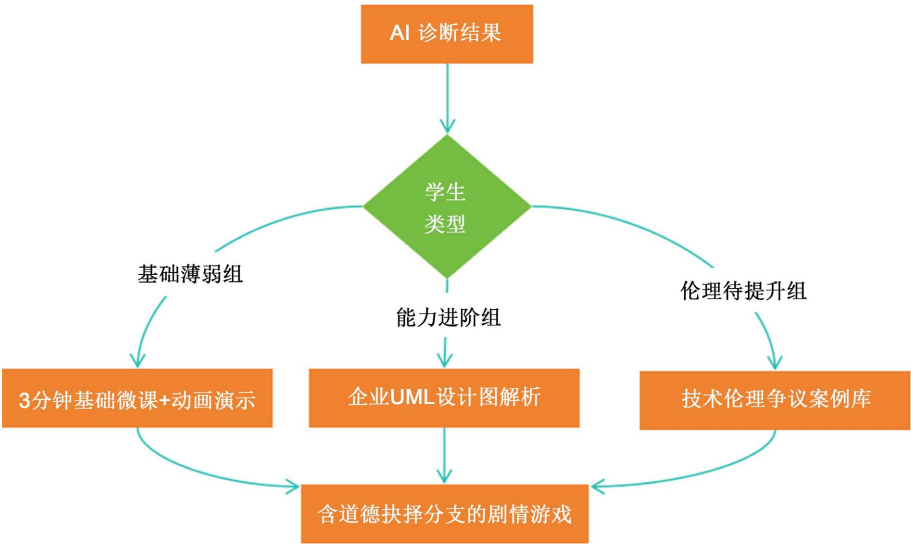 AI 诊断结果
学生
类型
基础薄弱组
能力进阶组
伦理待提升组
3分钟基础微课+动画演示
企业UML设计图解析
技术伦理争议案例库
含道德抉择分支的剧情游戏